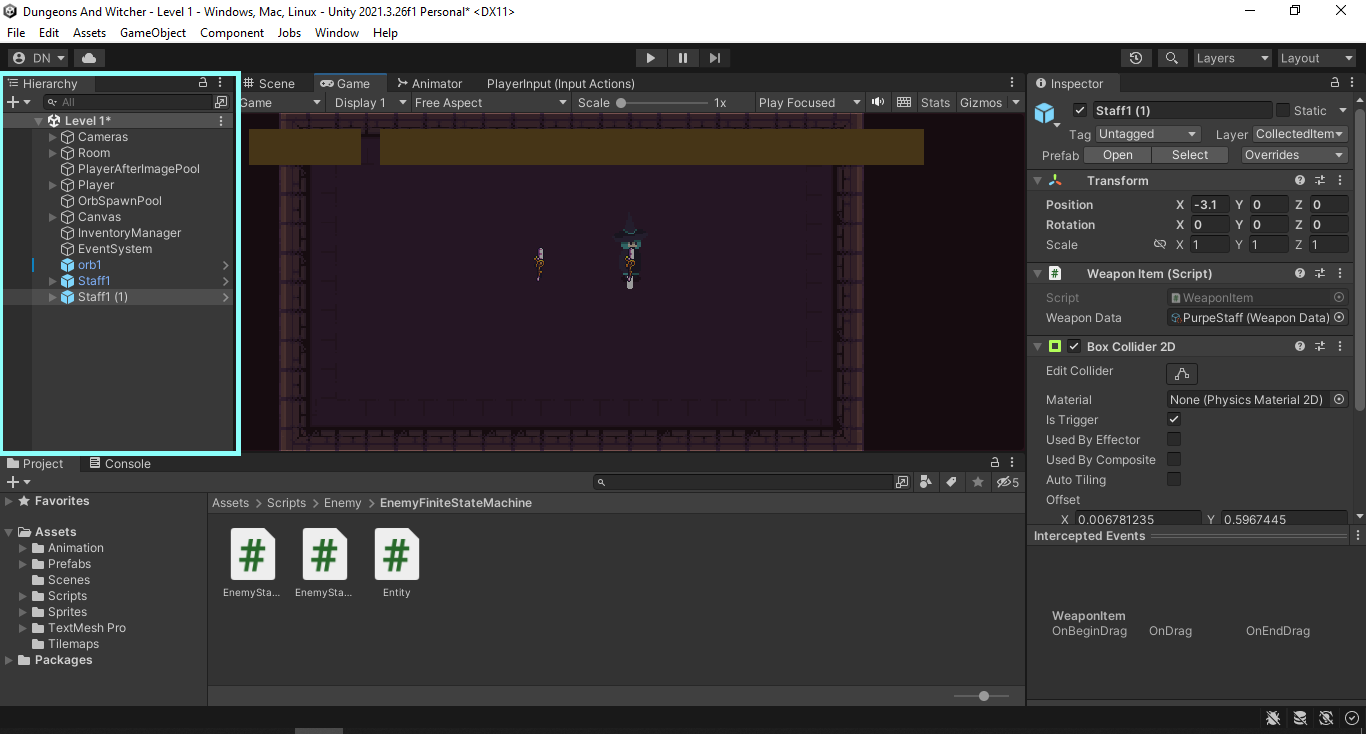 Dungeons And Witcher - Level 1 - Windows, Mac, Linux - Unity 2021.3.26f1 Personal* <DX11>
File Edit Assets GameObject Component Jobs Window Help
DN
Layers Layout
Hierarchy
All
Level 1*
Cameras
Room
PlayerAfterImagePool
Player
OrbSpawnPool
Canvas
InventoryManager
EventSystem
orb1
Staff1
Staff1 (1)
Scene Game Animator PlayerInput (Input Actions)
Game Display 1 Free Aspect Scale 1x Play Focused Stats Gizmos
Inspector
Staff1 (1) Static
Tag Untagged Layer CollectedItem
Prefab Open Select Overrides
Transform
Position X -3.1 Y 0 Z 0
Rotation X 0 Y 0 Z 0
Scale X 1 Y 1 Z 1
# Weapon Item (Script)
Script WeaponItem
Weapon Data PurpeStaff (Weapon Data)
Box Collider 2D
Edit Collider
Material None (Physics Material 2D)
Is Trigger
Used By Effector
Used By Composite
Auto Tiling
Offset
X 0.006781235 Y 0.5967445
Intercepted Events
WeaponItem
OnBeginDrag OnDrag OnEndDrag
Project Console
5
Favorites
Assets
Animation
Prefabs
Scenes
Scripts
Sprites
TextMesh Pro
Tilemaps
Packages
Assets > Scripts > Enemy > EnemyFiniteStateMachine
# # #
EnemySta... EnemySta... Entity